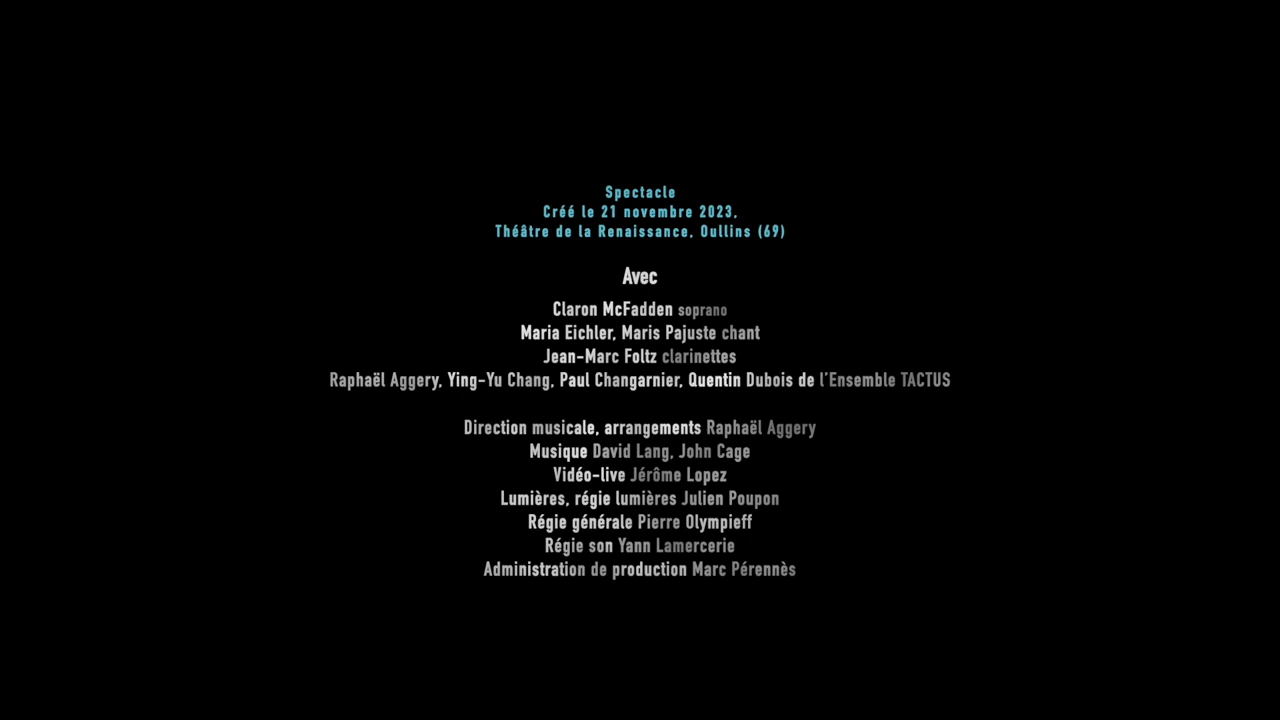 Spectacle
Créé le 21 novembre 2023,
Théâtre de la Renaissance, Oullins (69)
Avec
Claron McFadden soprano
Maria Eichler, Maris Pajuste chant
Jean-Marc Foltz clarinettes
Raphaël Aggery, Ying-Yu Chang, Paul Changarnier, Quentin Dubois de l'Ensemble TACTUS
Direction musicale, arrangements Raphaël Aggery
Musique David Lang, John Cage
Vidéo-live Jérôme Lopez
Lumières, régie lumières Julien Poupon
Régie générale Pierre Olympieff
Régie son Yann Lamercerie
Administration de production Marc Pérennès